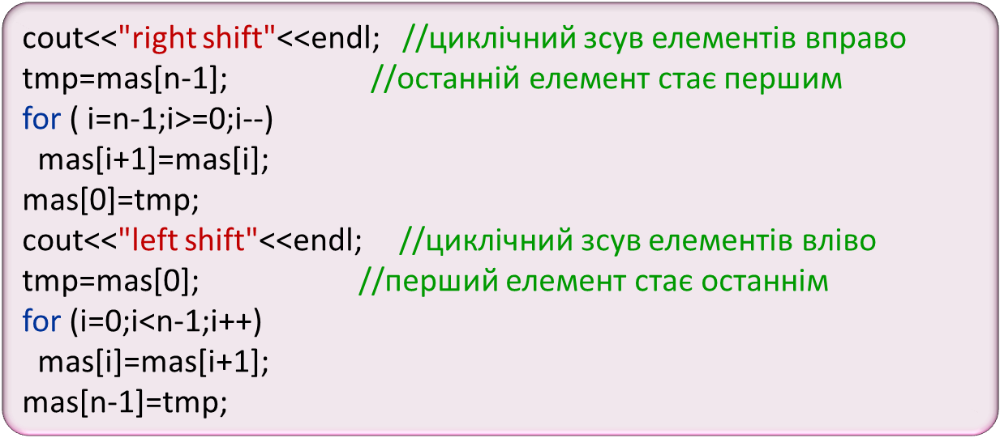 cout<<"right shift"<<endl; //циклічний зсув елементів вправо
tmp=mas[n-1]; //останній елемент стає першим
for ( i=n-1;i>=0;i--)
mas[i+1]=mas[i];
mas[0]=tmp;
cout<<"left shift"<<endl; //циклічний зсув елементів вліво
tmp=mas[0]; //перший елемент стає останнім
for (i=0;i<n-1;i++)
mas[i]=mas[i+1];
mas[n-1]=tmp;